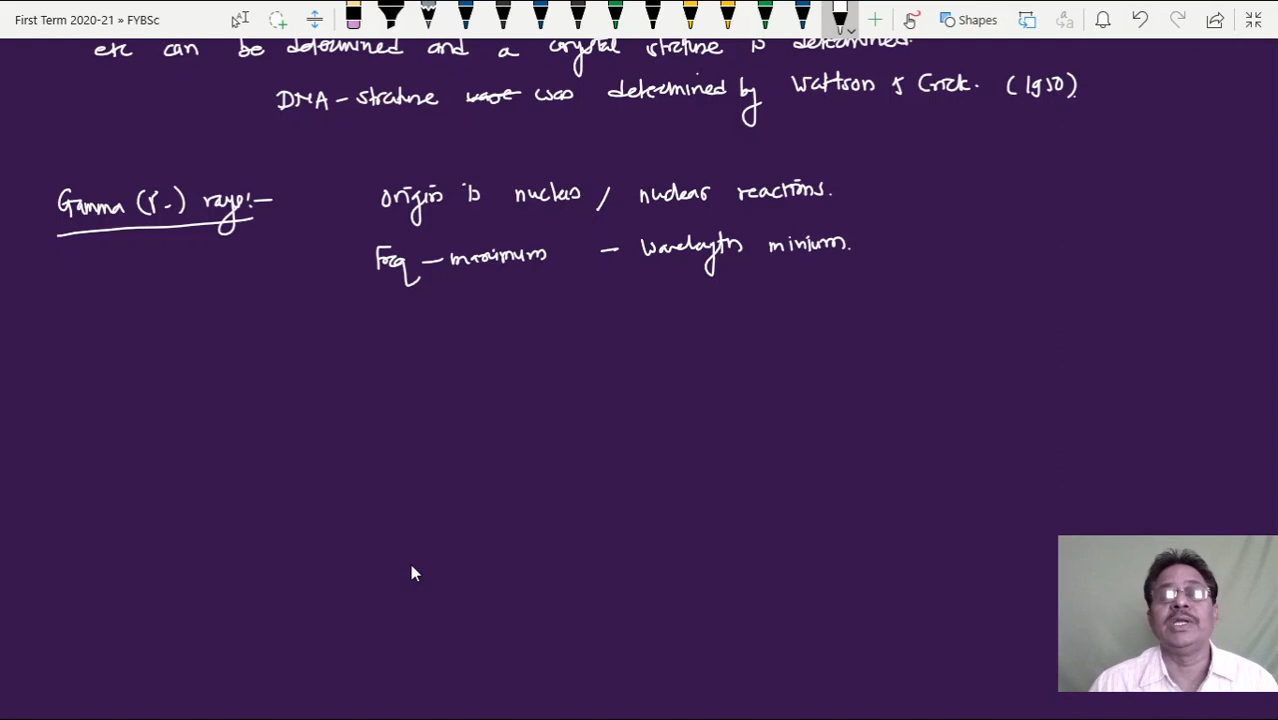 First Term 2020-21 » FYBSc
Shapes
etc can be determined and a crystal structure is determined.
DNA - structure was determined by Wattson & Crick. (1950)
Gamma (γ-) rays:- origin is nucleus / nuclear reactions.
Freq - maximum - wavelength minimum.